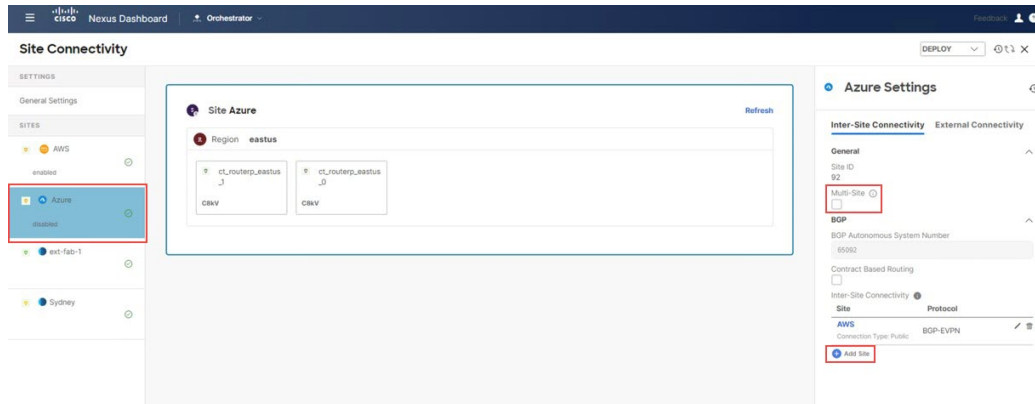 cisco Nexus Dashboard Orchestrator Feedback
Site Connectivity
DEPLOY
SETTINGS
General Settings
SITES
AWS
enabled
Azure
disabled
ext-fab-1
Sydney
Site Azure
Refresh
Region eastus
ct_routerp_eastus
_1
C8kV
ct_routerp_eastus
_0
C8kV
Azure Settings
Inter-Site Connectivity External Connectivity
General
Site ID
92
Multi-Site
BGP
BGP Autonomous System Number
65092
Contract Based Routing
Inter-Site Connectivity
Site Protocol
AWS
Connection Type: Public
BGP-EVPN
Add Site